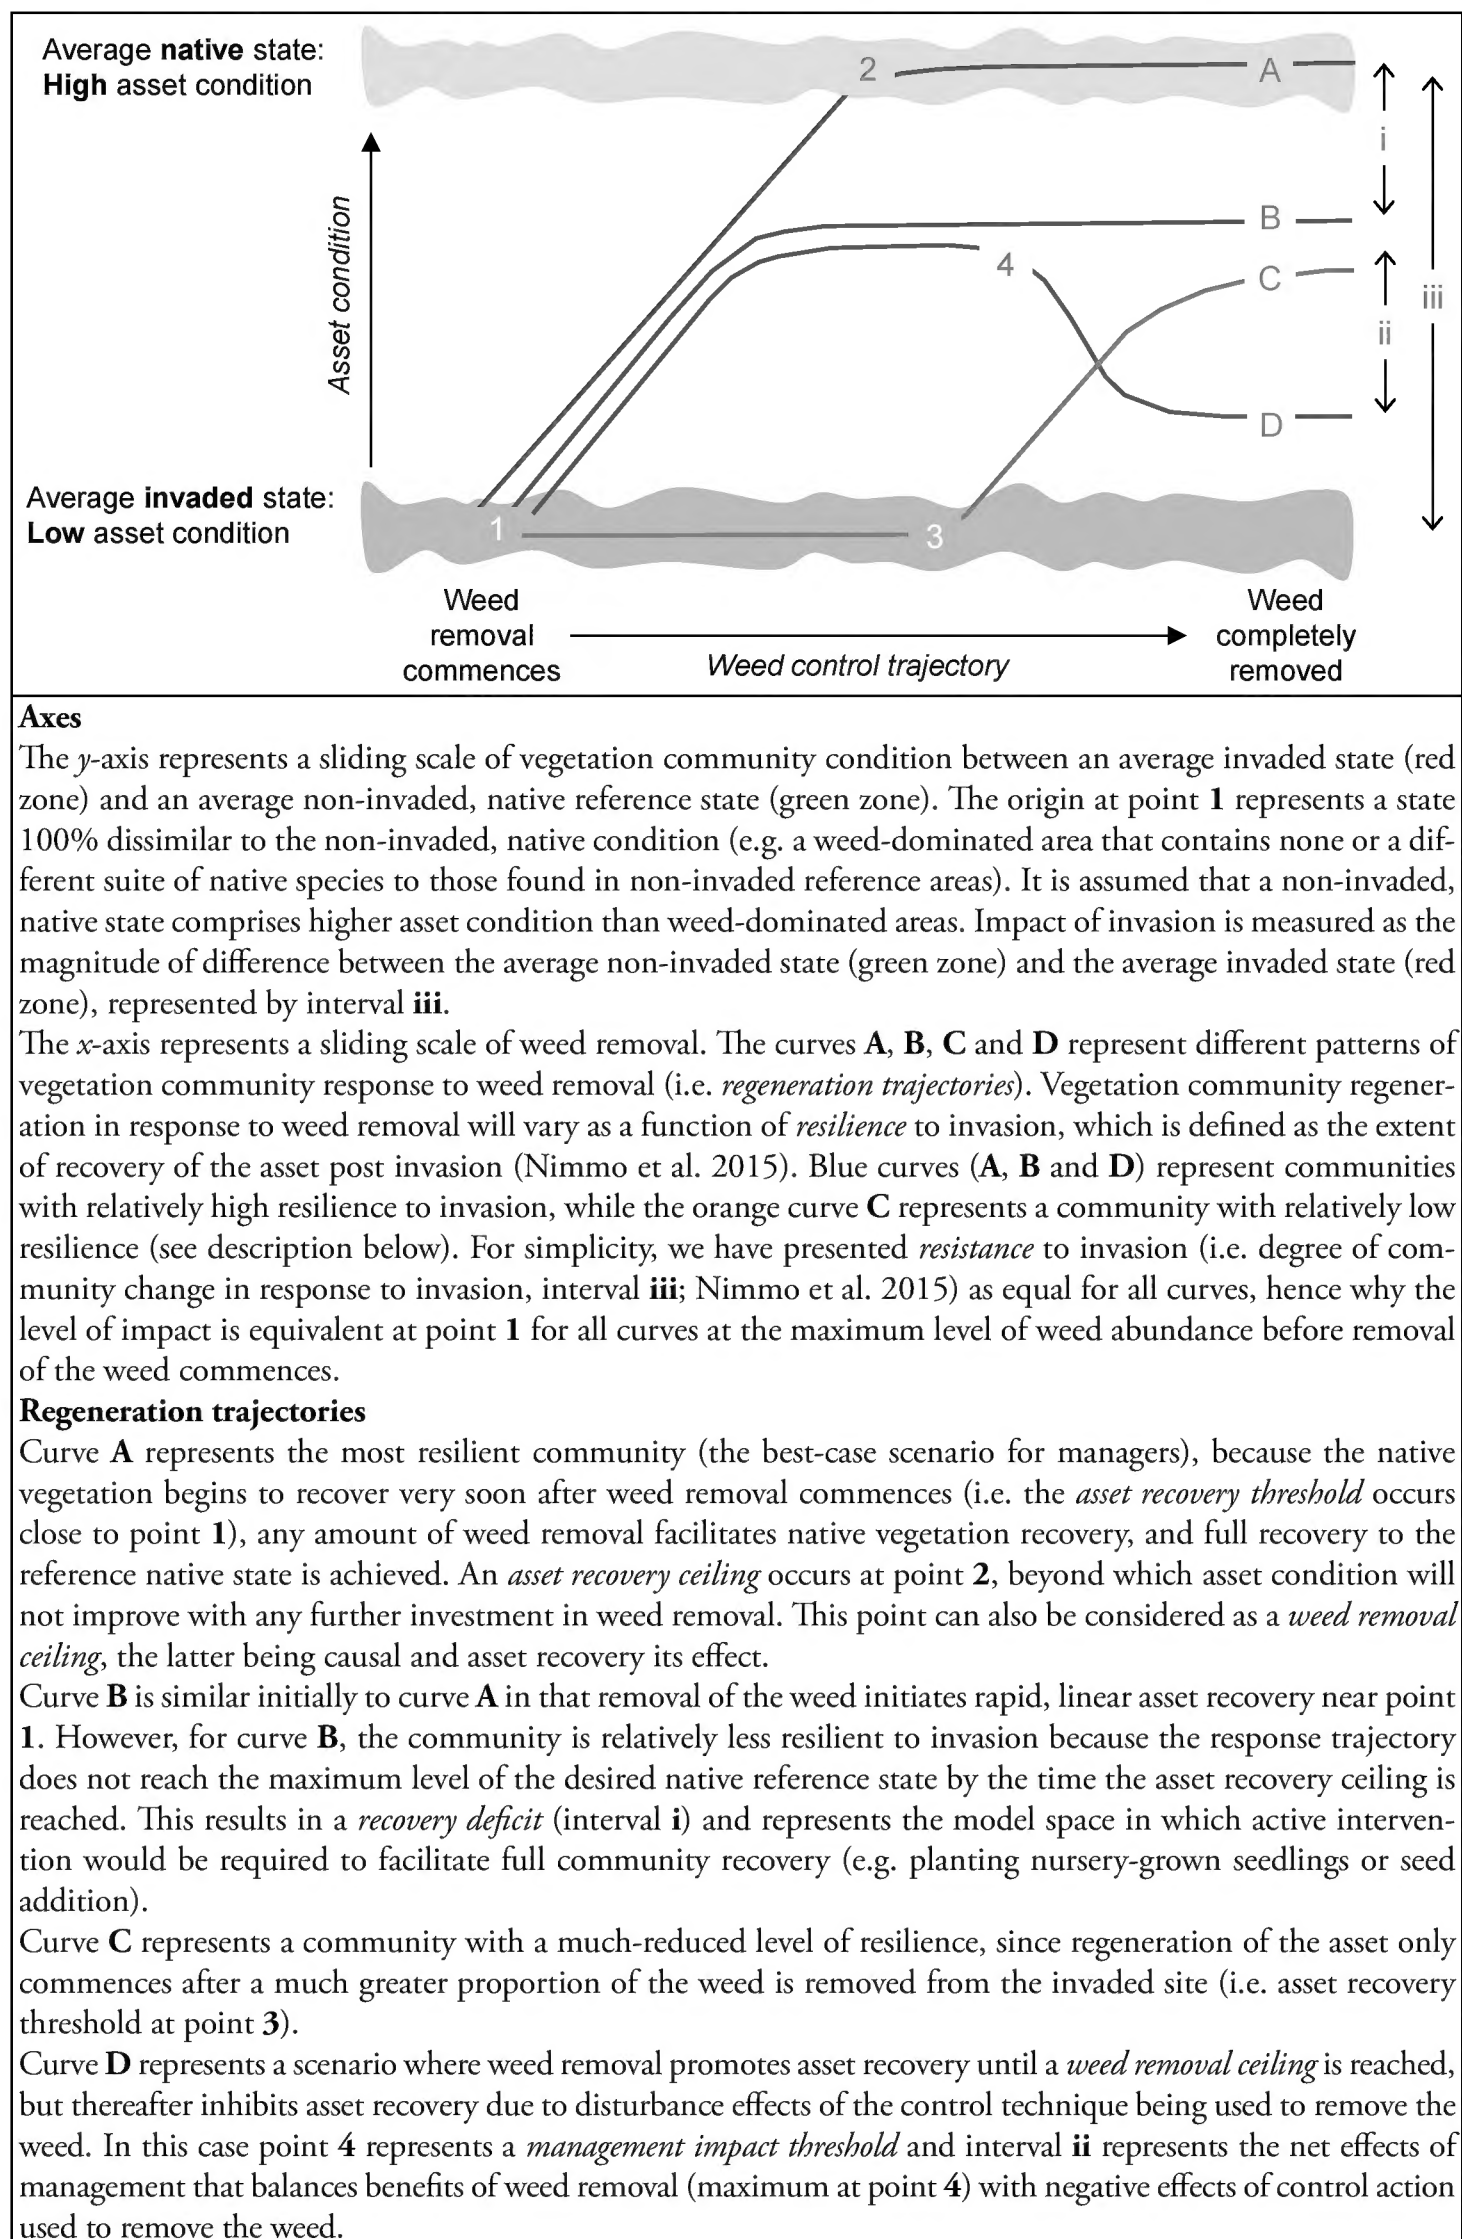 Average native state:
High asset condition
2
A
i
iii
Asset condition
B
4
C
ii
D
Average invaded state:
Low asset condition
1
3
Weed
removal
commences
Weed control trajectory
Weed
completely
removed
Axes
The y-axis represents a sliding scale of vegetation community condition between an average invaded state (red
zone) and an average non-invaded, native reference state (green zone). The origin at point 1 represents a state
100% dissimilar to the non-invaded, native condition (e.g. a weed-dominated area that contains none or a dif-
ferent suite of native species to those found in non-invaded reference areas). It is assumed that a non-invaded,
native state comprises higher asset condition than weed-dominated areas. Impact of invasion is measured as the
magnitude of difference between the average non-invaded state (green zone) and the average invaded state (red
zone), represented by interval iii.
The x-axis represents a sliding scale of weed removal. The curves A, B, C and D represent different patterns of
vegetation community response to weed removal (i.e. regeneration trajectories). Vegetation community regener-
ation in response to weed removal will vary as a function of resilience to invasion, which is defined as the extent
of recovery of the asset post invasion (Nimmo et al. 2015). Blue curves (A, B and D) represent communities
with relatively high resilience to invasion, while the orange curve C represents a community with relatively low
resilience (see description below). For simplicity, we have presented resistance to invasion (i.e. degree of com-
munity change in response to invasion, interval iii; Nimmo et al. 2015) as equal for all curves, hence why the
level of impact is equivalent at point 1 for all curves at the maximum level of weed abundance before removal
of the weed commences.
Regeneration trajectories
Curve A represents the most resilient community (the best-case scenario for managers), because the native
vegetation begins to recover very soon after weed removal commences (i.e. the asset recovery threshold occurs
close to point 1), any amount of weed removal facilitates native vegetation recovery, and full recovery to the
reference native state is achieved. An asset recovery ceiling occurs at point 2, beyond which asset condition will
not improve with any further investment in weed removal. This point can also be considered as a weed removal
ceiling, the latter being causal and asset recovery its effect.
Curve B is similar initially to curve A in that removal of the weed initiates rapid, linear asset recovery near point
1. However, for curve B, the community is relatively less resilient to invasion because the response trajectory
does not reach the maximum level of the desired native reference state by the time the asset recovery ceiling is
reached. This results in a recovery deficit (interval i) and represents the model space in which active interven-
tion would be required to facilitate full community recovery (e.g. planting nursery-grown seedlings or seed
addition).
Curve C represents a community with a much-reduced level of resilience, since regeneration of the asset only
commences after a much greater proportion of the weed is removed from the invaded site (i.e. asset recovery
threshold at point 3).
Curve D represents a scenario where weed removal promotes asset recovery until a weed removal ceiling is reached,
but thereafter inhibits asset recovery due to disturbance effects of the control technique being used to remove the
weed. In this case point 4 represents a management impact threshold and interval ii represents the net effects of
management that balances benefits of weed removal (maximum at point 4) with negative effects of control action
used to remove the weed.